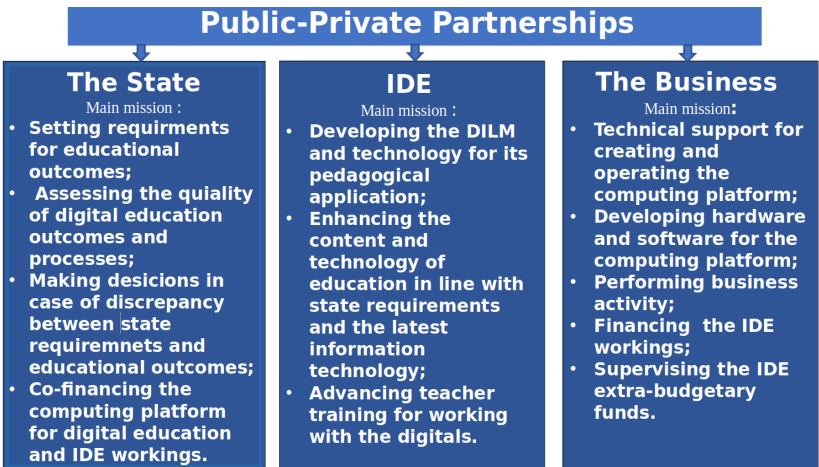 Public-Private Partnerships
The State
Main mission :
• Setting requirments
for educational
outcomes;
• Assessing the quiality
of digital education
outcomes and
processes;
• Making desicions in
case of discrepancy
between state
requiremnets and
educational outcomes;
• Co-financing the
computing platform
for digital education
and IDE workings.
IDE
Main mission :
• Developing the DILM
and technology for its
pedagogical
application;
• Enhancing the
content and
technology of
education in line with
state requirements
and the latest
information
technology;
• Advancing teacher
training for working
with the digitals.
The Business
Main mission:
• Technical support for
creating and
operating the
computing platform;
• Developing hardware
and software for the
computing platform;
• Performing business
activity;
• Financing the IDE
workings;
• Supervising the IDE
extra-budgetary
funds.